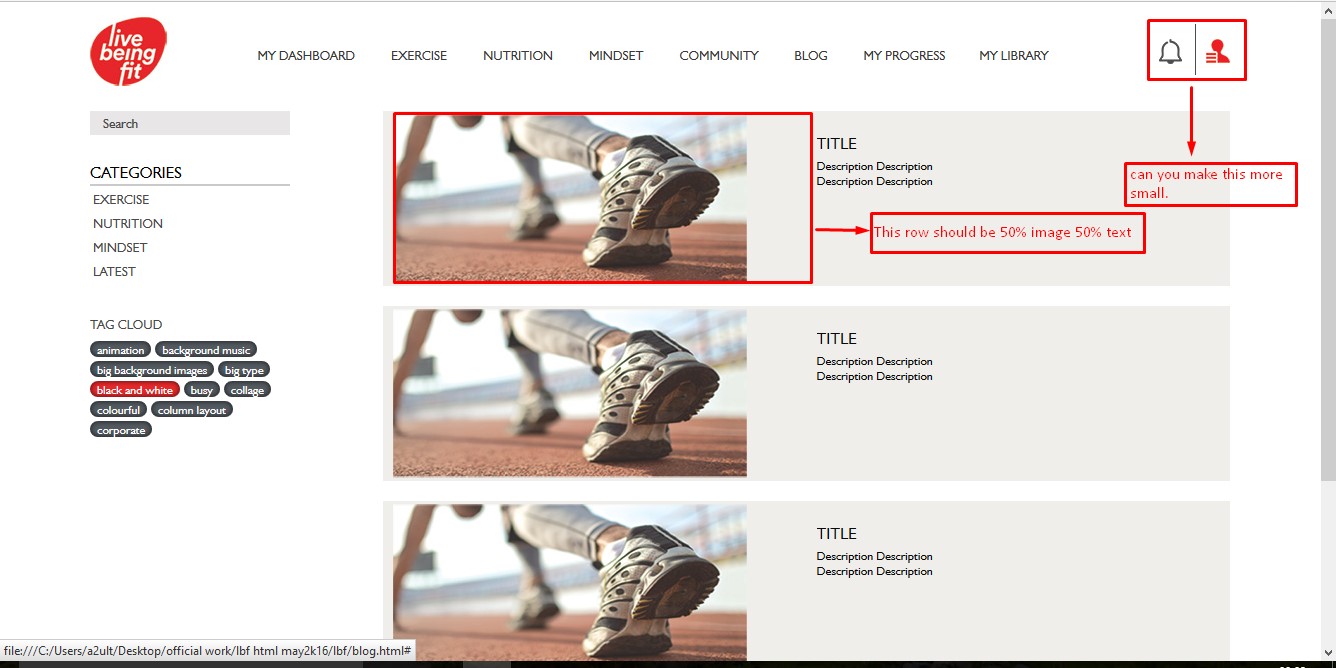 live
being
fit
MY DASHBOARD EXERCISE NUTRITION MINDSET COMMUNITY BLOG MY PROGRESS MY LIBRARY
Search
CATEGORIES
EXERCISE
NUTRITION
MINDSET
LATEST
TAG CLOUD
animation background music
big background images big type
black and white busy collage
colourful column layout
corporate
TITLE
Description Description
Description Description
This row should be 50% image 50% text
can you make this more
small.
TITLE
Description Description
Description Description
TITLE
Description Description
Description Description
file:///C:/Users/a2ult/Desktop/official work/lbf html may2k16/lbf/blog.html#